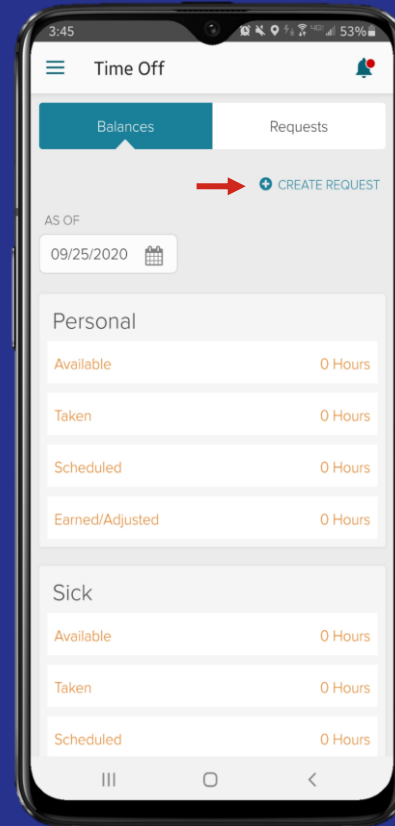 3:45 53%
Time Off
Balances Requests
CREATE REQUEST
AS OF
09/25/2020
Personal
Available 0 Hours
Taken 0 Hours
Scheduled 0 Hours
Earned/Adjusted 0 Hours
Sick
Available 0 Hours
Taken 0 Hours
Scheduled 0 Hours